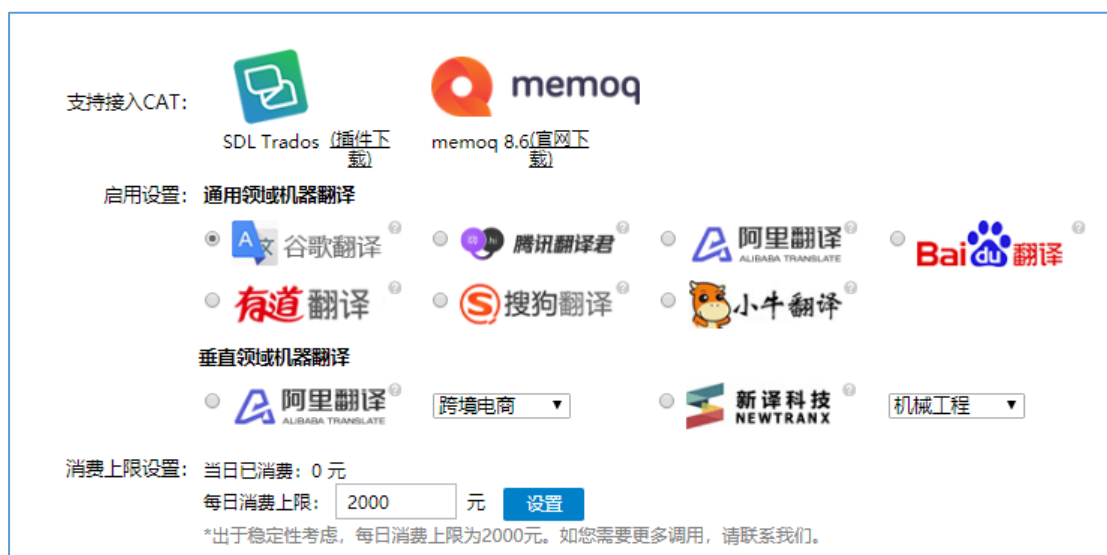 memoq
支持接入CAT:
SDL Trados (插件下载)
memoq 8.6(官网下载)
启用设置: 通用领域机器翻译
A文 谷歌翻译 ? hi 腾讯翻译君 ? 阿里翻译 ALIBABA TRANSLATE ? Bai du 翻译 ?
有道翻译 ? S 搜狗翻译 ? 小牛翻译 ?
垂直领域机器翻译
阿里翻译 ALIBABA TRANSLATE ? 跨境电商 ▼ 新译科技 NEWTRANX ? 机械工程 ▼
消费上限设置: 当日已消费: 0 元
每日消费上限: 2000 元 设置
*出于稳定性考虑，每日消费上限为2000元。如您需要更多调用，请联系我们。